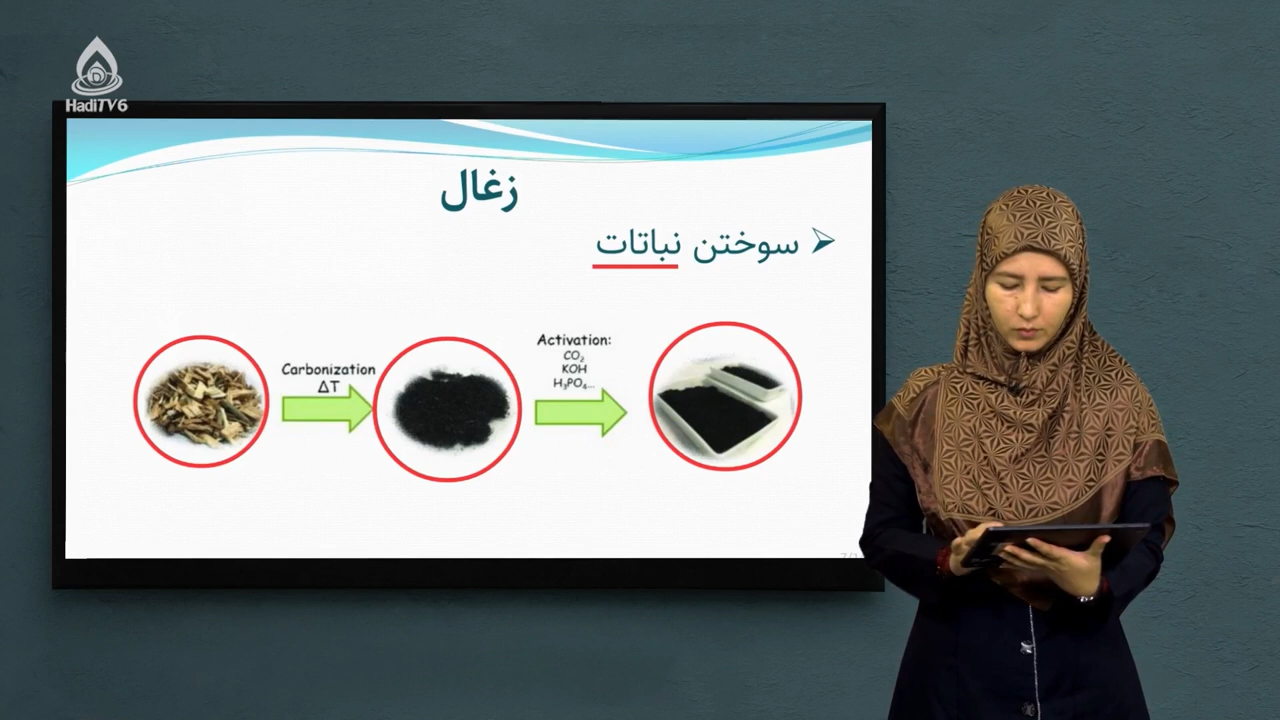 HadiTV6
زغال
سوختن نباتات
Carbonization
ΔT
Activation:
CO₂
KOH
H₃PO₄...